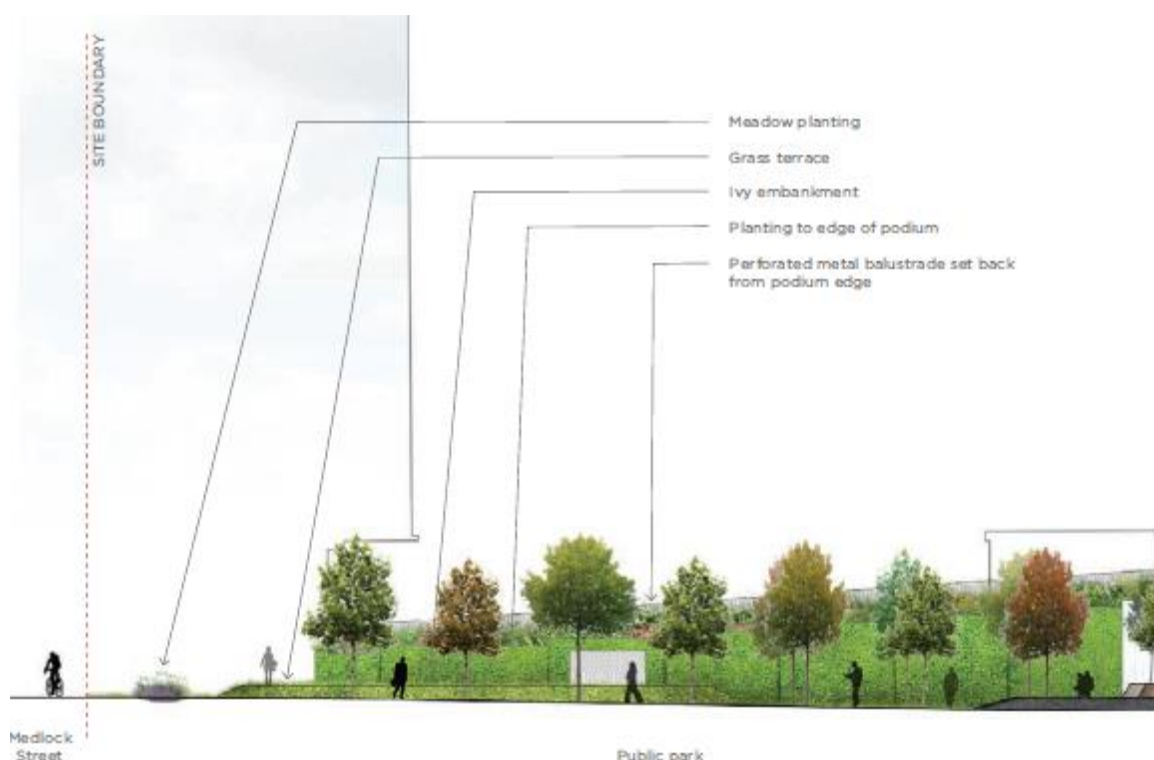 SITE BOUNDARY
Meadow planting
Grass terrace
Ivy embankment
Planting to edge of podium
Perforated metal balustrade set back
from podium edge
Medlock
Street
Public park